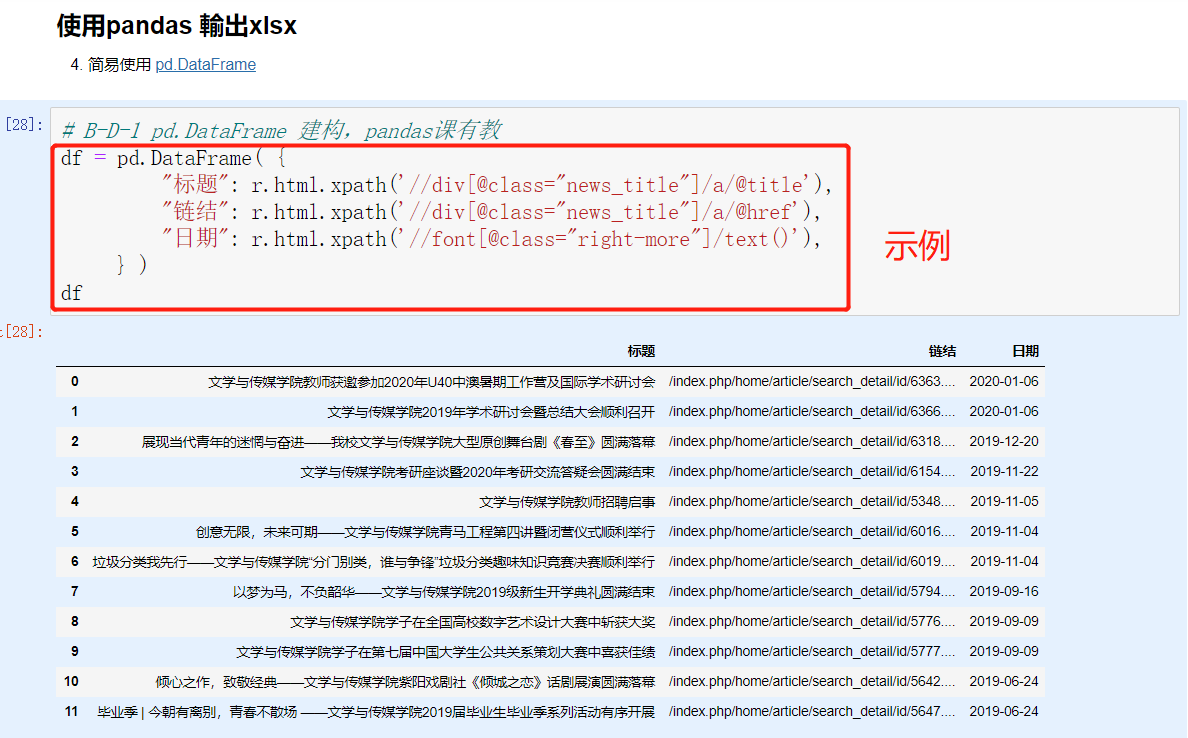 使用pandas 輸出xlsx
4. 简易使用 pd.DataFrame
[28]:
# B-D-1 pd.DataFrame 建构，pandas课有教
df = pd.DataFrame( {
"标题": r.html.xpath('//div[@class="news_title"]/a/@title'),
"链结": r.html.xpath('//div[@class="news_title"]/a/@href'),
"日期": r.html.xpath('//font[@class="right-more"]/text()'),
} )
df
示例
t[28]:
标题 链结 日期
0 文学与传媒学院教师获邀参加2020年U40中澳暑期工作营及国际学术研讨会 /index.php/home/article/search_detail/id/6363.... 2020-01-06
1 文学与传媒学院2019年学术研讨会暨总结大会顺利召开 /index.php/home/article/search_detail/id/6366.... 2020-01-06
2 展现当代青年的迷惘与奋进——我校文学与传媒学院大型原创舞台剧《春至》圆满落幕 /index.php/home/article/search_detail/id/6318.... 2019-12-20
3 文学与传媒学院考研座谈暨2020年考研交流答疑会圆满结束 /index.php/home/article/search_detail/id/6154.... 2019-11-22
4 文学与传媒学院教师招聘启事 /index.php/home/article/search_detail/id/5348.... 2019-11-05
5 创意无限，未来可期——文学与传媒学院青马工程第四讲暨闭营仪式顺利举行 /index.php/home/article/search_detail/id/6016.... 2019-11-04
6 垃圾分类我先行——文学与传媒学院“分门别类，谁与争锋”垃圾分类趣味知识竞赛决赛顺利举行 /index.php/home/article/search_detail/id/6019.... 2019-11-04
7 以梦为马，不负韶华——文学与传媒学院2019级新生开学典礼圆满结束 /index.php/home/article/search_detail/id/5794.... 2019-09-16
8 文学与传媒学院学子在全国高校数字艺术设计大赛中斩获大奖 /index.php/home/article/search_detail/id/5776.... 2019-09-09
9 文学与传媒学院学子在第七届中国大学生公共关系策划大赛中喜获佳绩 /index.php/home/article/search_detail/id/5777.... 2019-09-09
10 倾心之作，致敬经典——文学与传媒学院紫阳戏剧社《倾城之恋》话剧展演圆满落幕 /index.php/home/article/search_detail/id/5642.... 2019-06-24
11 毕业季 | 今朝有离别，青春不散场 ——文学与传媒学院2019届毕业生毕业季系列活动有序开展 /index.php/home/article/search_detail/id/5647.... 2019-06-24